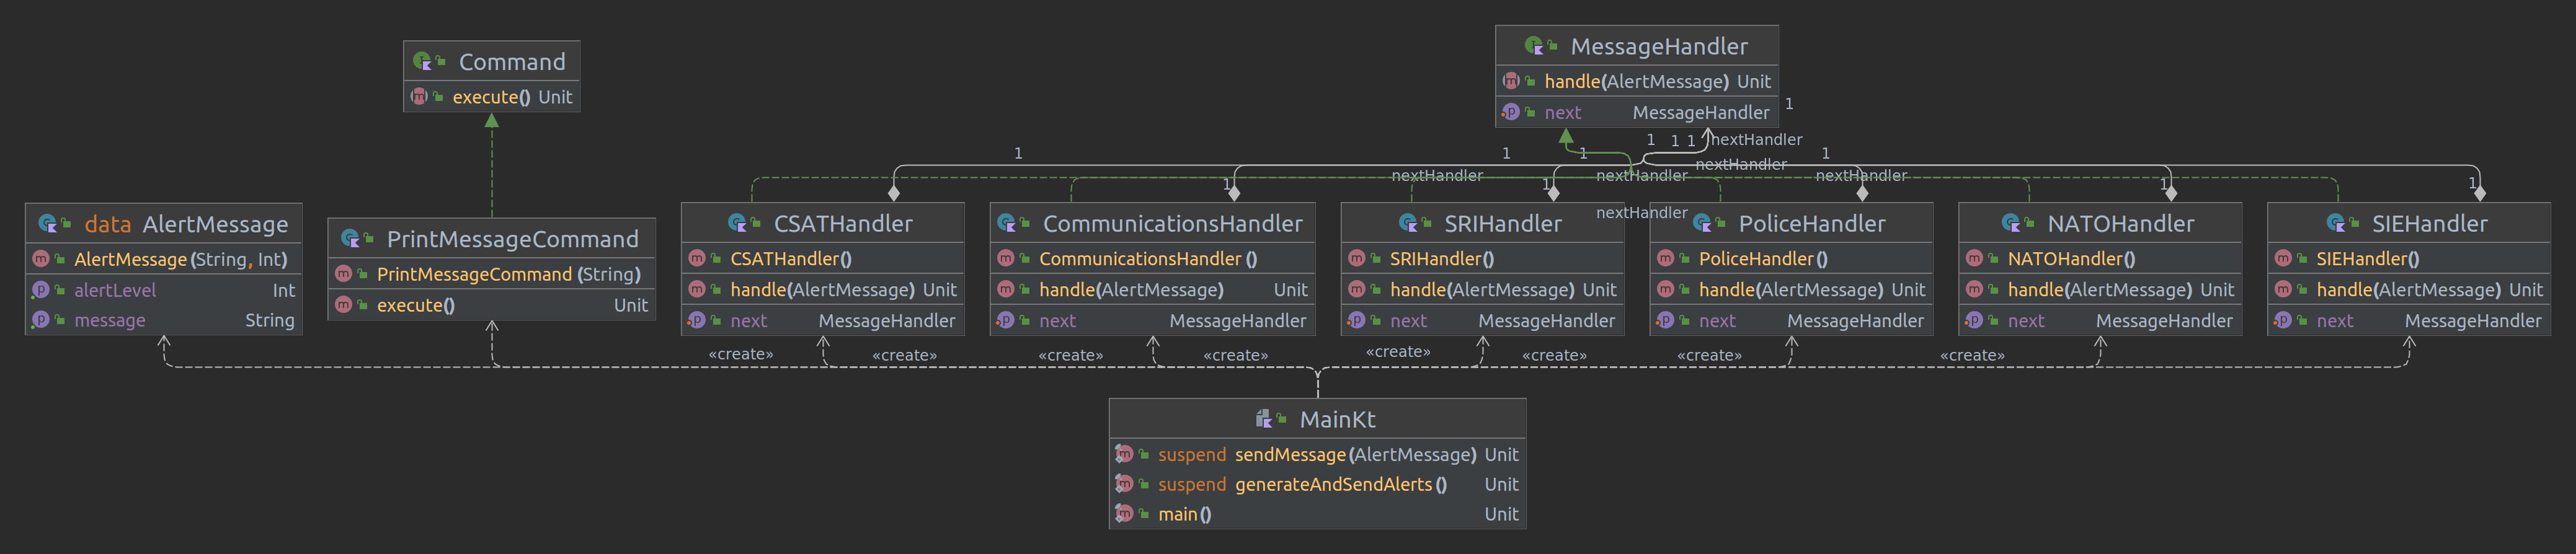 Command
execute() Unit
MessageHandler
handle(AlertMessage) Unit
next MessageHandler
1
1 1 1 nextHandler
1 1 1 nextHandler 1
nextHandler nextHandler nextHandler
1 1 1 1
nextHandler
data AlertMessage
AlertMessage(String, Int)
alertLevel Int
message String
PrintMessageCommand
PrintMessageCommand (String)
execute() Unit
CSATHandler
CSATHandler()
handle(AlertMessage) Unit
next MessageHandler
CommunicationsHandler
CommunicationsHandler ()
handle(AlertMessage) Unit
next MessageHandler
SRIHandler
SRIHandler()
handle(AlertMessage) Unit
next MessageHandler
PoliceHandler
PoliceHandler()
handle(AlertMessage) Unit
next MessageHandler
NATOHandler
NATOHandler()
handle(AlertMessage) Unit
next MessageHandler
SIEHandler
SIEHandler()
handle(AlertMessage) Unit
next MessageHandler
«create» «create» «create» «create» «create» «create» «create» «create»
MainKt
suspend sendMessage(AlertMessage) Unit
suspend generateAndSendAlerts () Unit
main() Unit